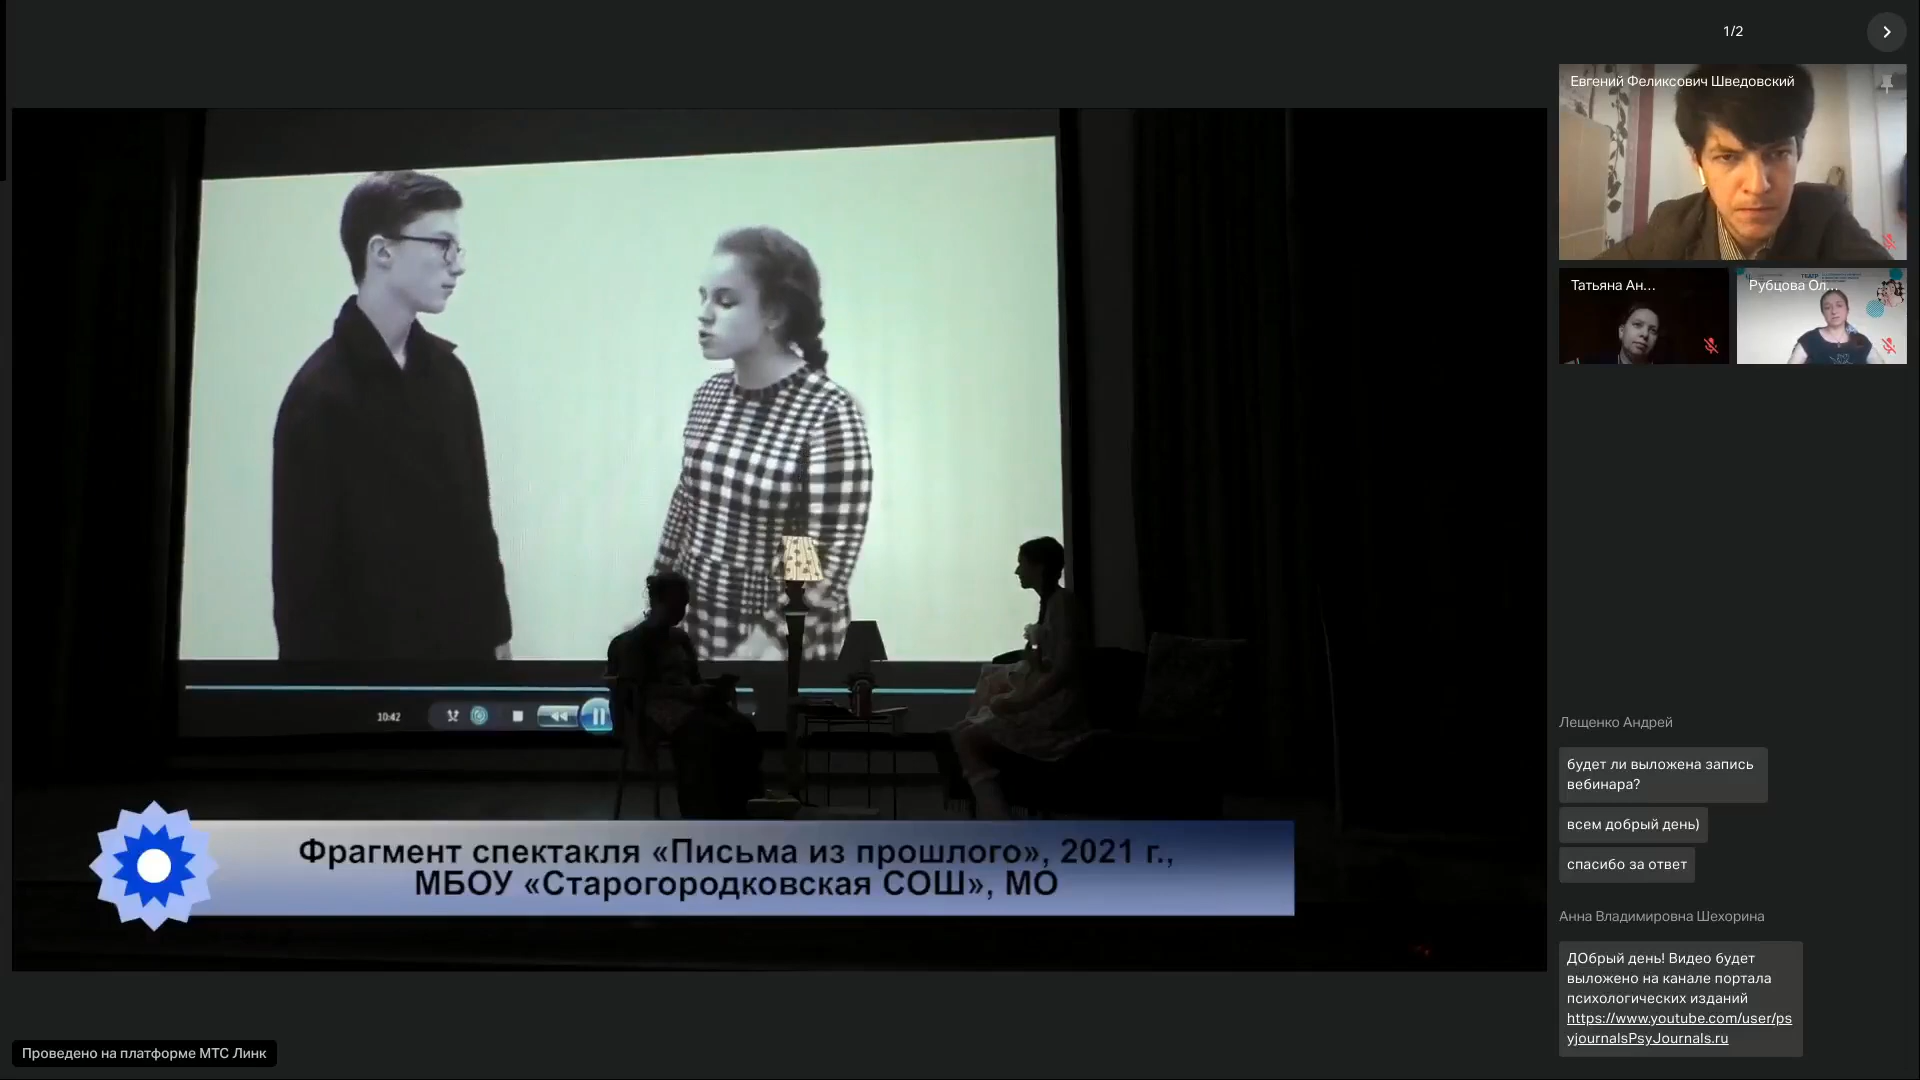 1/2
Евгений Феликсович Шведовский
Татьяна Ан...
Рубцова Ол...
ТЕАТР
10:42
Фрагмент спектакля «Письма из прошлого», 2021 г.,
МБОУ «Старогородковская СОШ», МО
Лещенко Андрей
будет ли выложена запись
вебинара?
всем добрый день)
спасибо за ответ
Анна Владимировна Шехорина
ДОбрый день! Видео будет
выложено на канале портала
психологических изданий
https://www.youtube.com/user/ps
yjournalsPsyJournals.ru
Проведено на платформе МТС Линк